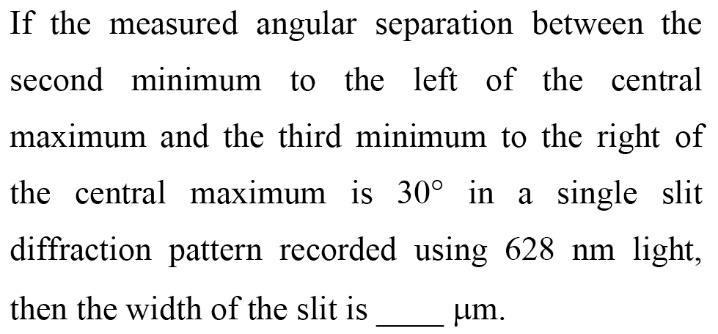 If the measured angular separation between the
second minimum to the left of the central
maximum and the third minimum to the right of
the central maximum is 30° in a single slit
diffraction pattern recorded using 628 nm light,
then the width of the slit is ____ μm.